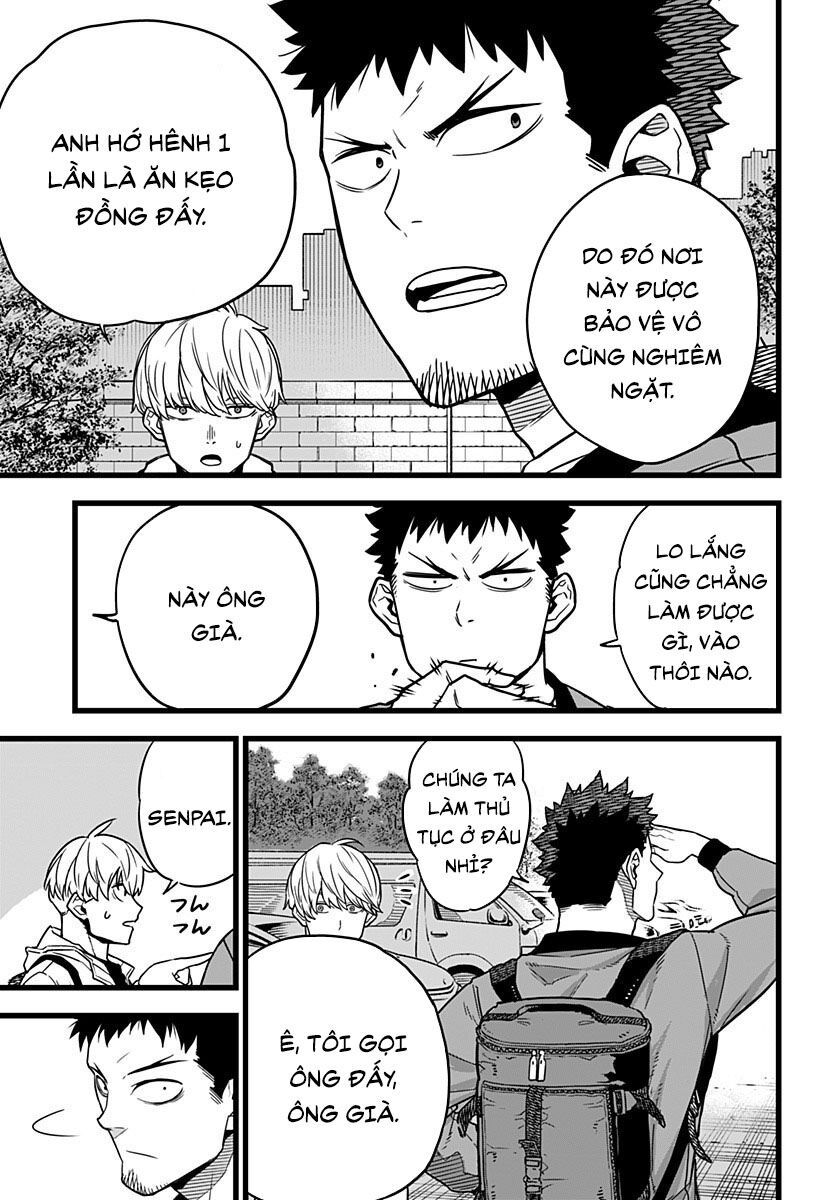 DO ĐÓ NƠI
NÀY ĐƯỢC
BẢO VỆ VÔ
CÙNG NGHIÊM
NGẶT.
ANH HỚ HÊNH 1
LẦN LÀ ĂN KẸO
ĐỒNG ĐẤY.
LO LẮNG
CŨNG CHẲNG
LÀM ĐƯỢC
GÌ, VÀO
THÔI NÀO.
NÀY ÔNG
GIÀ.
CHÚNG TA
LÀM THỦ
TỤC Ở ĐÂU
NHỈ?
Ê, TÔI GỌI
ÔNG ĐẤY,
ÔNG GIÀ.
SENPAI.
フん
フん